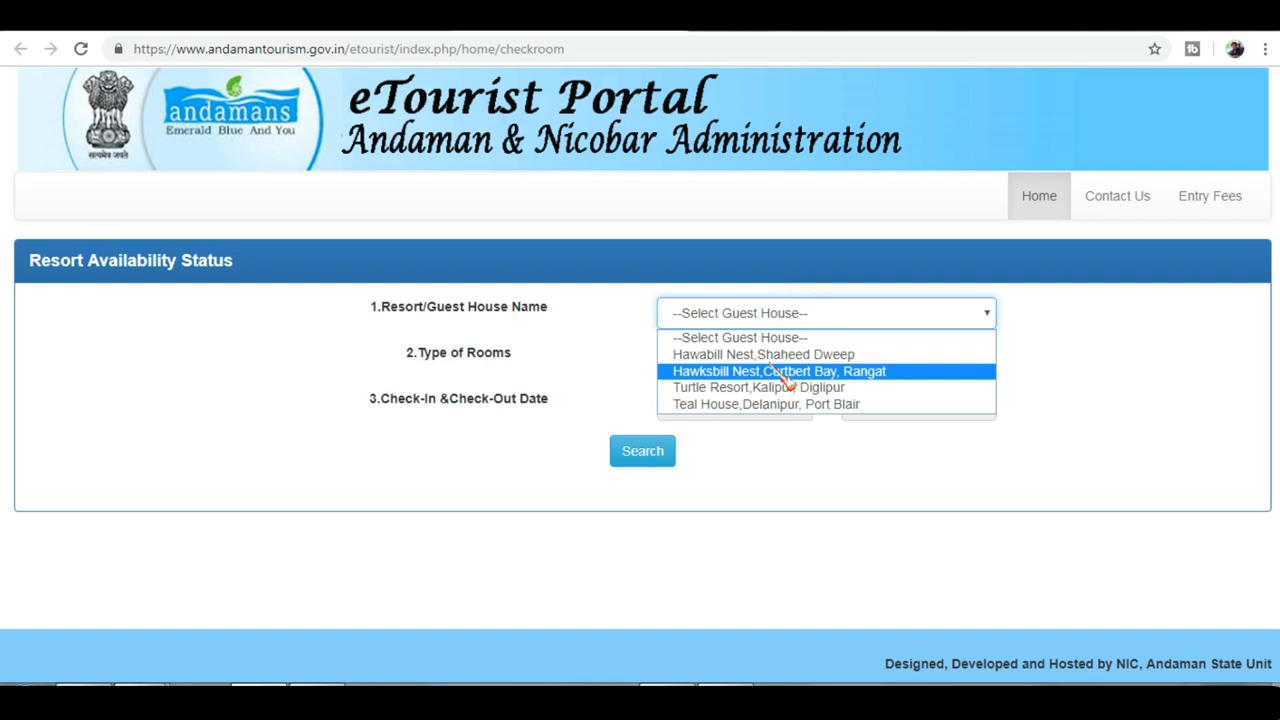 https://www.andamantourism.gov.in/etourist/index.php/home/checkroom
सत्यमेव जयते
andamans
Emerald Blue And You
eTourist Portal
Andaman & Nicobar Administration
Home
Contact Us
Entry Fees
Resort Availability Status
1.Resort/Guest House Name
--Select Guest House--
--Select Guest House--
Hawabill Nest,Shaheed Dweep
Hawksbill Nest,Curtbert Bay, Rangat
Turtle Resort,Kalipur, Diglipur
Teal House,Delanipur, Port Blair
2.Type of Rooms
3.Check-In &Check-Out Date
Search
Designed, Developed and Hosted by NIC, Andaman State Unit